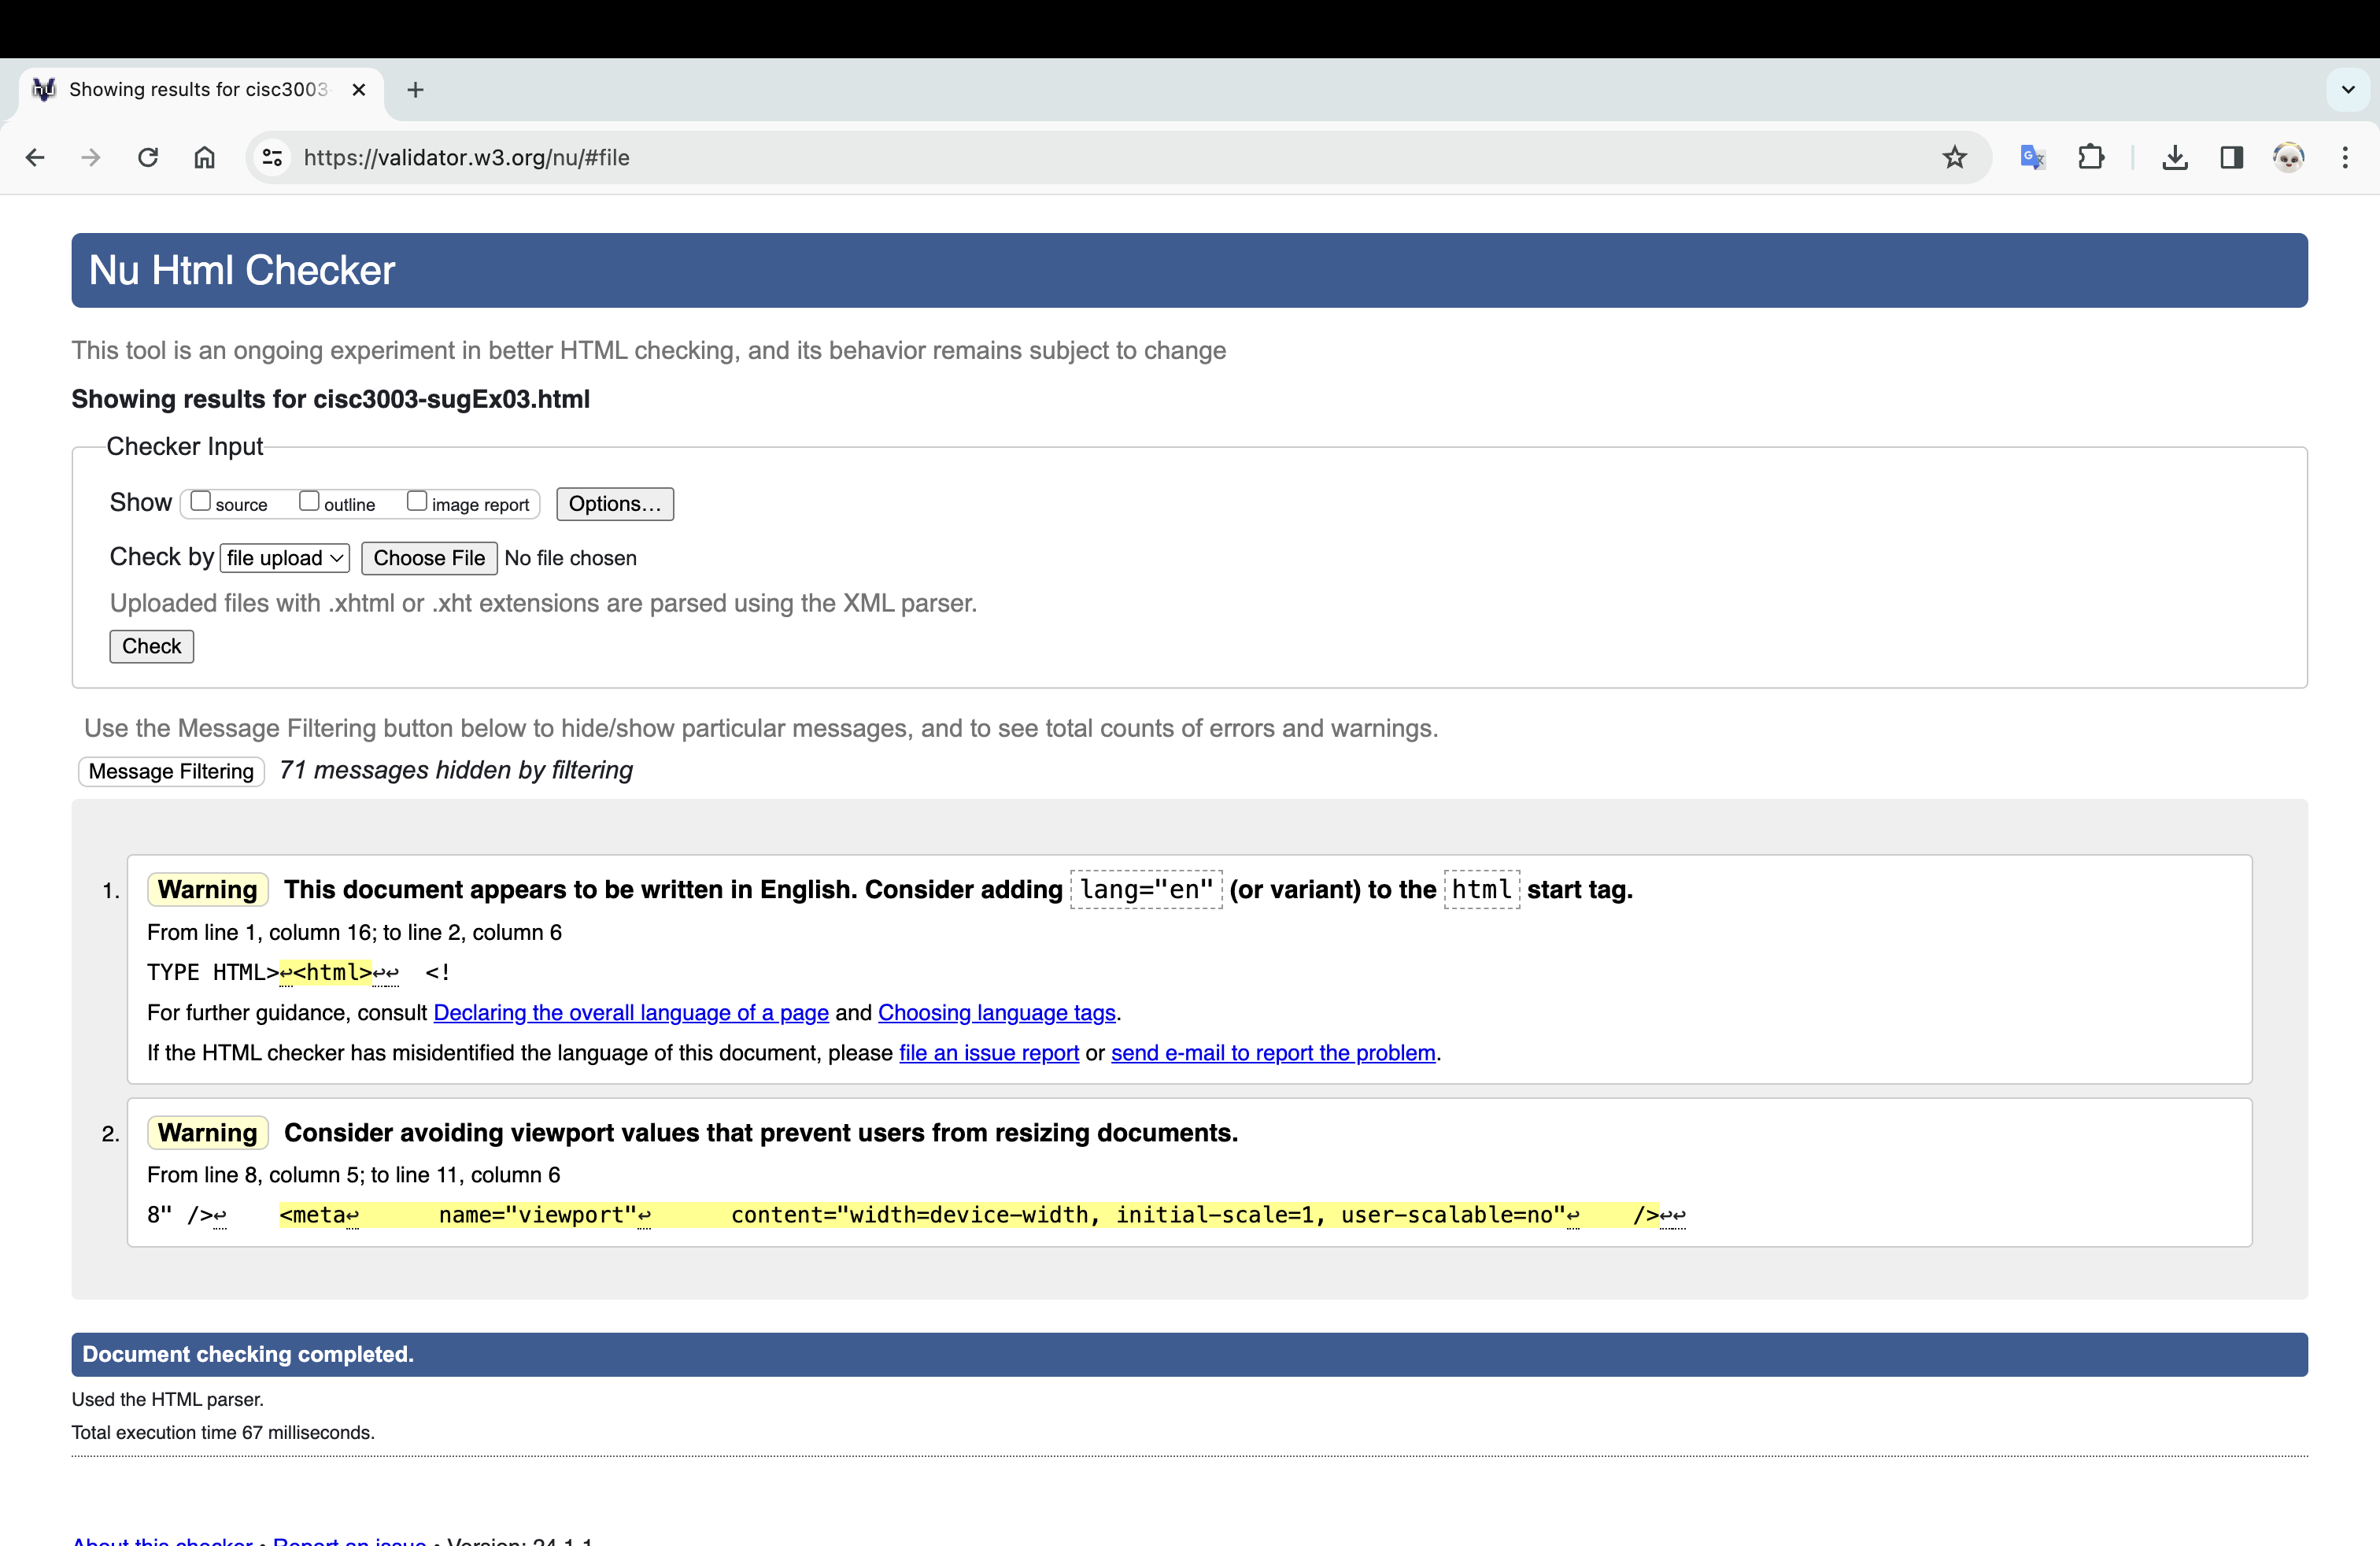 Showing results for cisc3003-
https://validator.w3.org/nu/#file
Nu Html Checker
This tool is an ongoing experiment in better HTML checking, and its behavior remains subject to change
Showing results for cisc3003-sugEx03.html
Checker Input
Show source outline image report Options...
Check by file upload Choose File No file chosen
Uploaded files with .xhtml or .xht extensions are parsed using the XML parser.
Check
Use the Message Filtering button below to hide/show particular messages, and to see total counts of errors and warnings.
Message Filtering 71 messages hidden by filtering
1. Warning This document appears to be written in English. Consider adding lang="en" (or variant) to the html start tag.
From line 1, column 16; to line 2, column 6
TYPE HTML>↩<html>↩↩ <!
For further guidance, consult Declaring the overall language of a page and Choosing language tags.
If the HTML checker has misidentified the language of this document, please file an issue report or send e-mail to report the problem.
2. Warning Consider avoiding viewport values that prevent users from resizing documents.
From line 8, column 5; to line 11, column 6
8" />↩ <meta↩ name="viewport"↩ content="width=device-width, initial-scale=1, user-scalable=no"↩ />↩↩
Document checking completed.
Used the HTML parser.
Total execution time 67 milliseconds.
About this checker • Report an issue • Version: 24.1.1